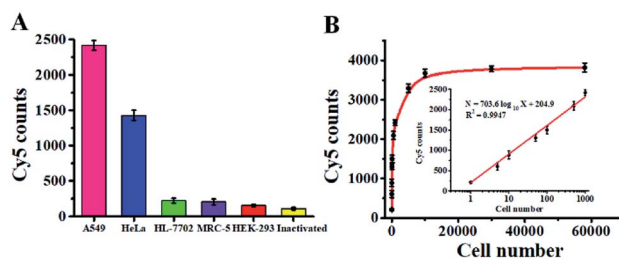 A
Cy5 counts
2500
2000
1500
1000
500
0
A549 HeLa HL-7702 MRC-5 HEK-293 Inactivated
B
Cy5 counts
4000
3000
2000
1000
0
0 20000 40000 60000
Cell number
N = 703.6 log10 X + 204.9
R2 = 0.9947
Cy5 counts
2500
2000
1500
1000
500
0
1 10 100 1000
Cell number